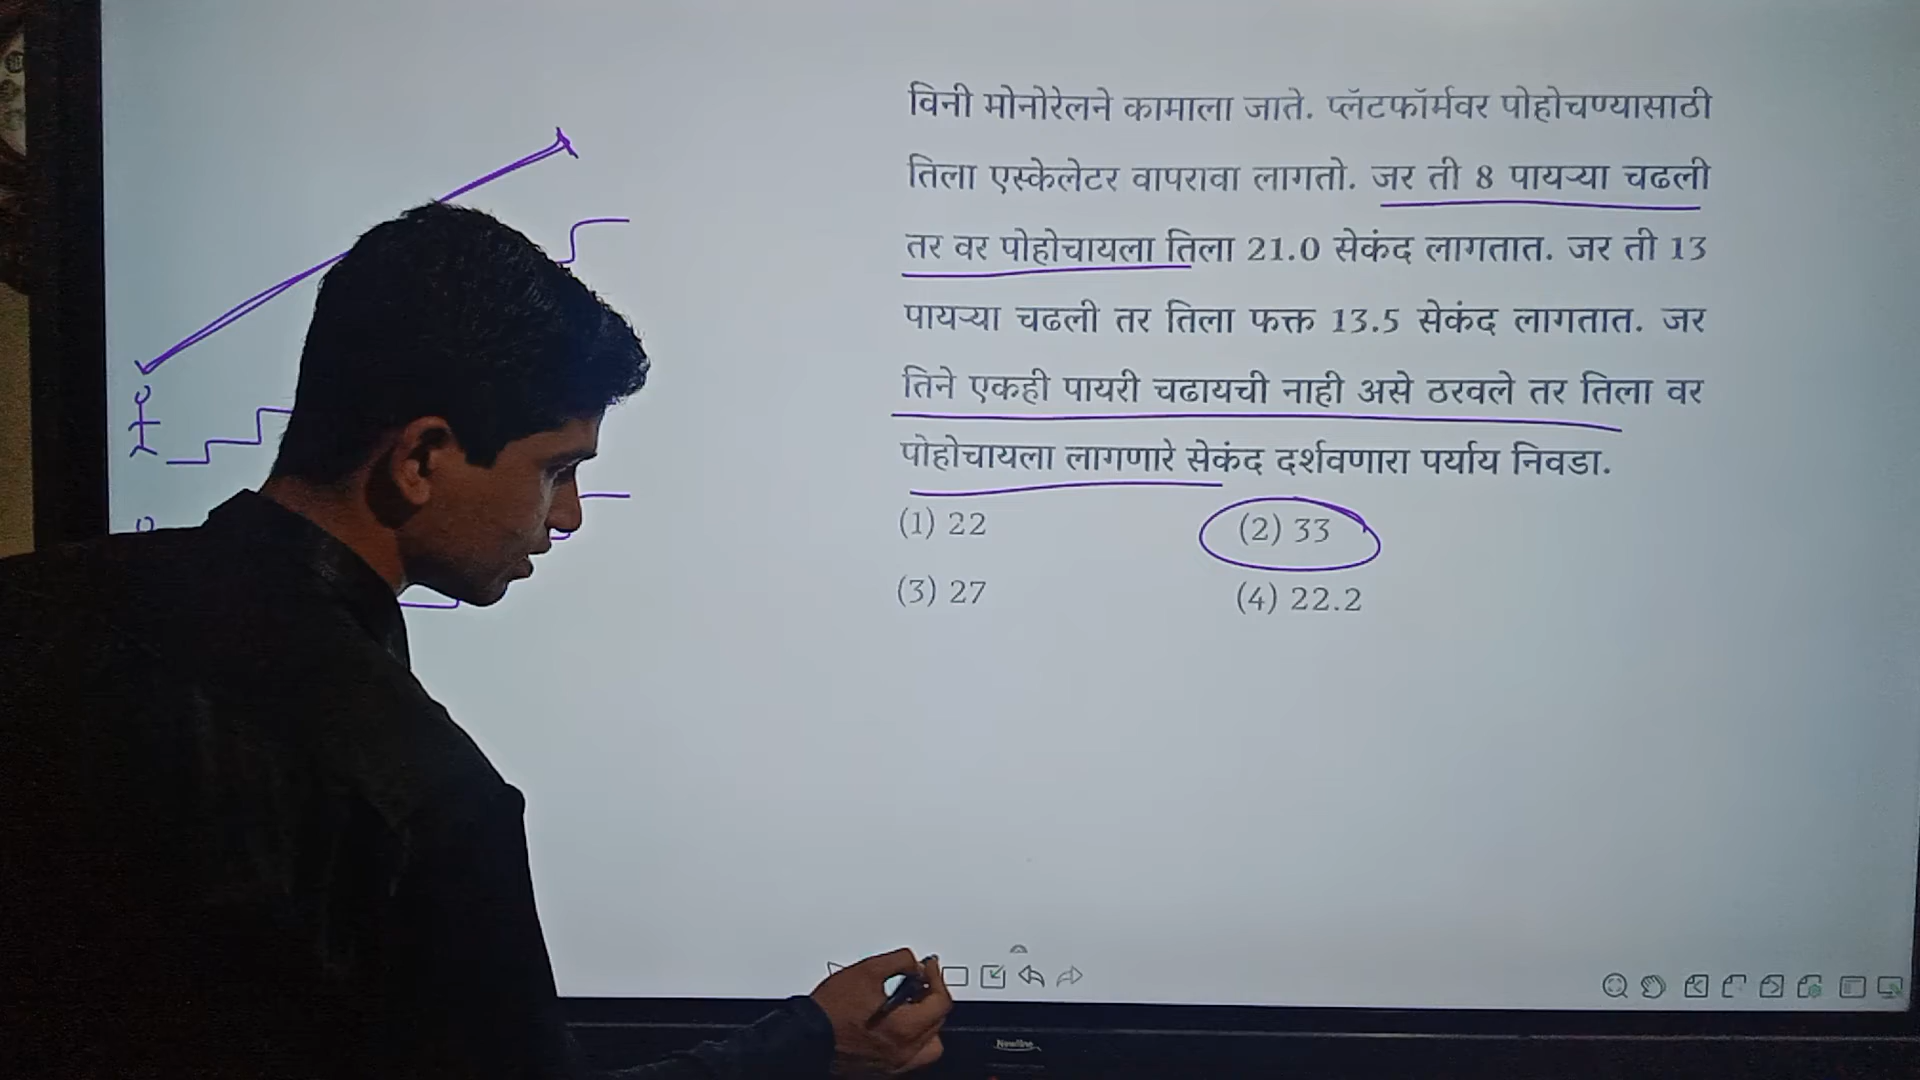 विनी मोनोरेलने कामाला जाते. प्लॅटफॉर्मवर पोहोचण्यासाठी
तिला एस्केलेटर वापरावा लागतो. जर ती 8 पायऱ्या चढली
तर वर पोहोचायला तिला 21.0 सेकंद लागतात. जर ती 13
पायऱ्या चढली तर तिला फक्त 13.5 सेकंद लागतात. जर
तिने एकही पायरी चढायची नाही असे ठरवले तर तिला वर
पोहोचायला लागणारे सेकंद दर्शवणारा पर्याय निवडा.
(1) 22 (2) 33
(3) 27 (4) 22.2
Newline